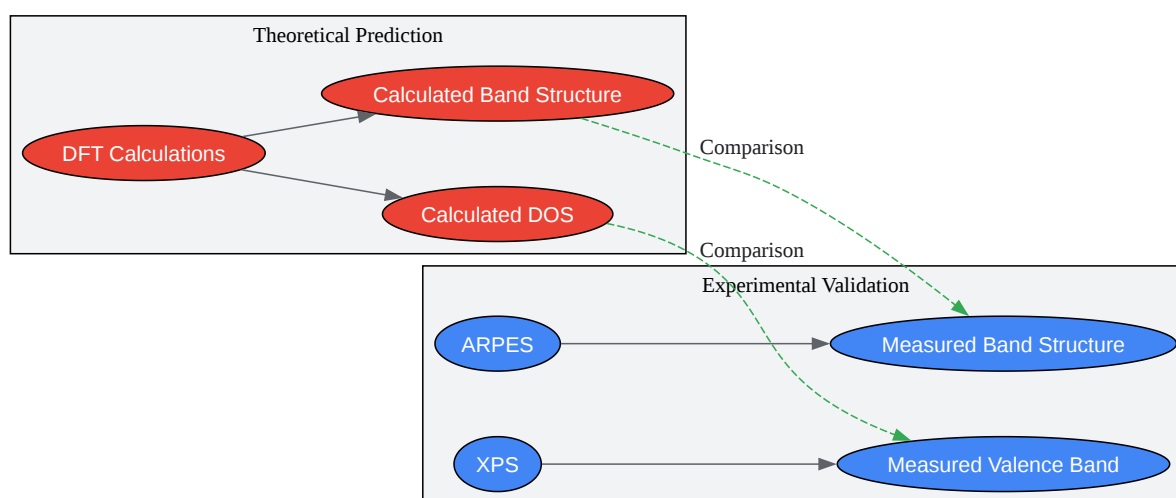 Theoretical Prediction
Calculated Band Structure
DFT Calculations
Calculated DOS
Comparison
Comparison
Experimental Validation
ARPES
Measured Band Structure
XPS
Measured Valence Band